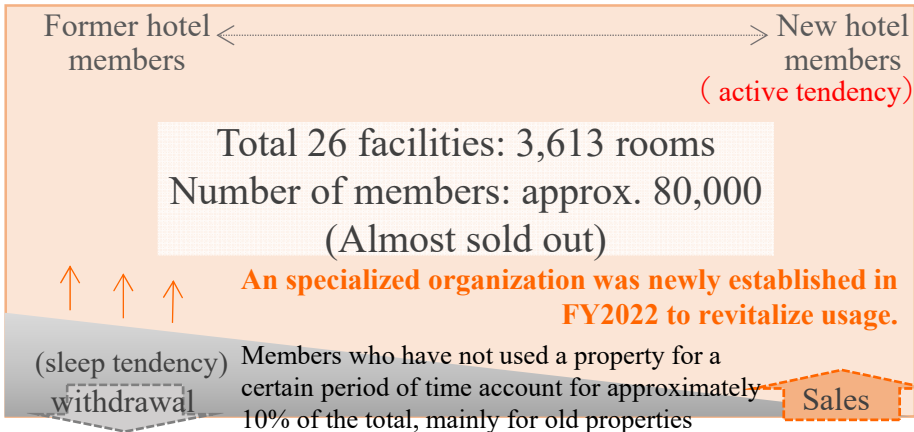 Former hotel
members
New hotel
members
( active tendency)
Total 26 facilities: 3,613 rooms
Number of members: approx. 80,000
(Almost sold out)
An specialized organization was newly established in
FY2022 to revitalize usage.
(sleep tendency)
withdrawal
Members who have not used a property for a
certain period of time account for approximately
10% of the total, mainly for old properties
Sales